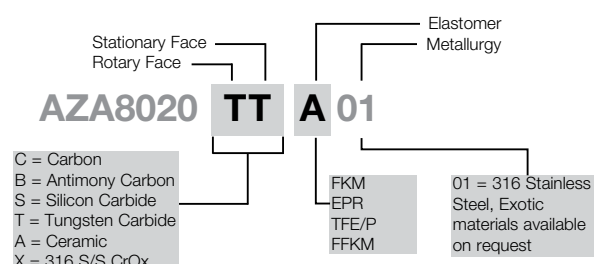 Elastomer
Stationary Face
Metallurgy
Rotary Face
AZA8020 TT A 01
C = Carbon
B = Antimony Carbon
S = Silicon Carbide
T = Tungsten Carbide
A = Ceramic
X = 316 S/S CrOx
FKM
EPR
TFE/P
FFKM
01 = 316 Stainless
Steel, Exotic
materials available
on request